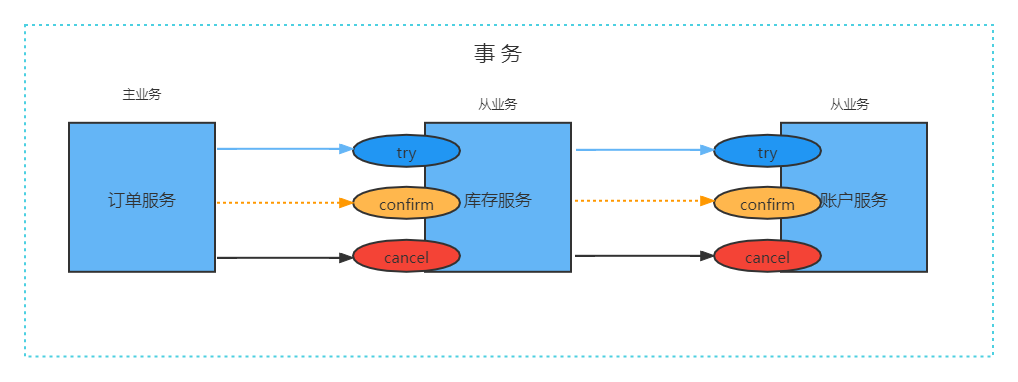 事 务
主业务
从业务
从业务
订单服务
try
confirm
cancel
库存服务
try
confirm
cancel
账户服务